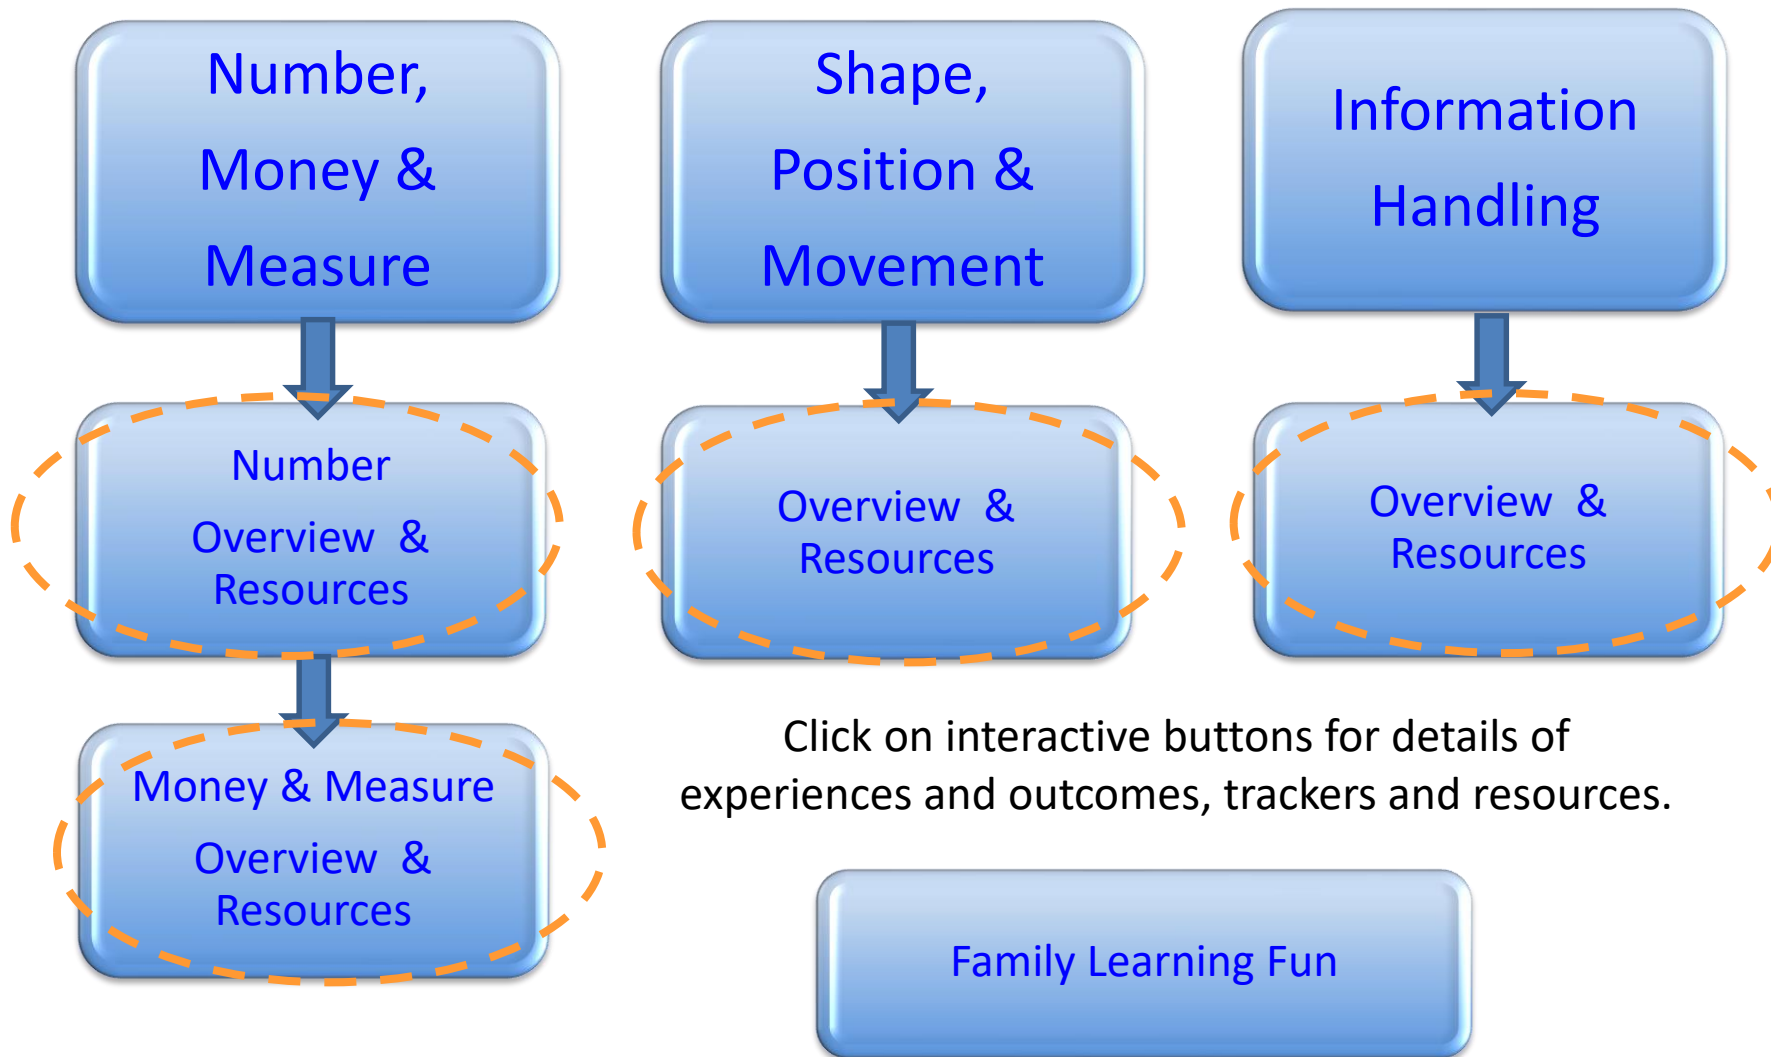 Number,
Money &
Measure
Shape,
Position &
Movement
Information
Handling
Number
Overview &
Resources
Overview &
Resources
Overview &
Resources
Money & Measure
Overview &
Resources
Click on interactive buttons for details of
experiences and outcomes, trackers and resources.
Family Learning Fun